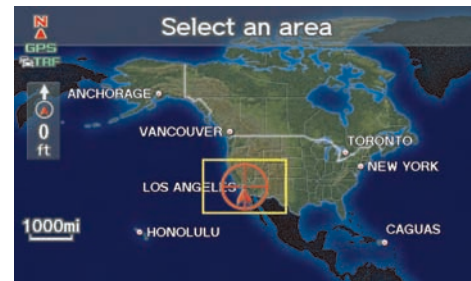 N
Select an area
GPS
TRF
ANCHORAGE
0
ft
VANCOUVER
TORONTO
NEW YORK
LOS ANGELES
1000mi
HONOLULU
CAGUAS